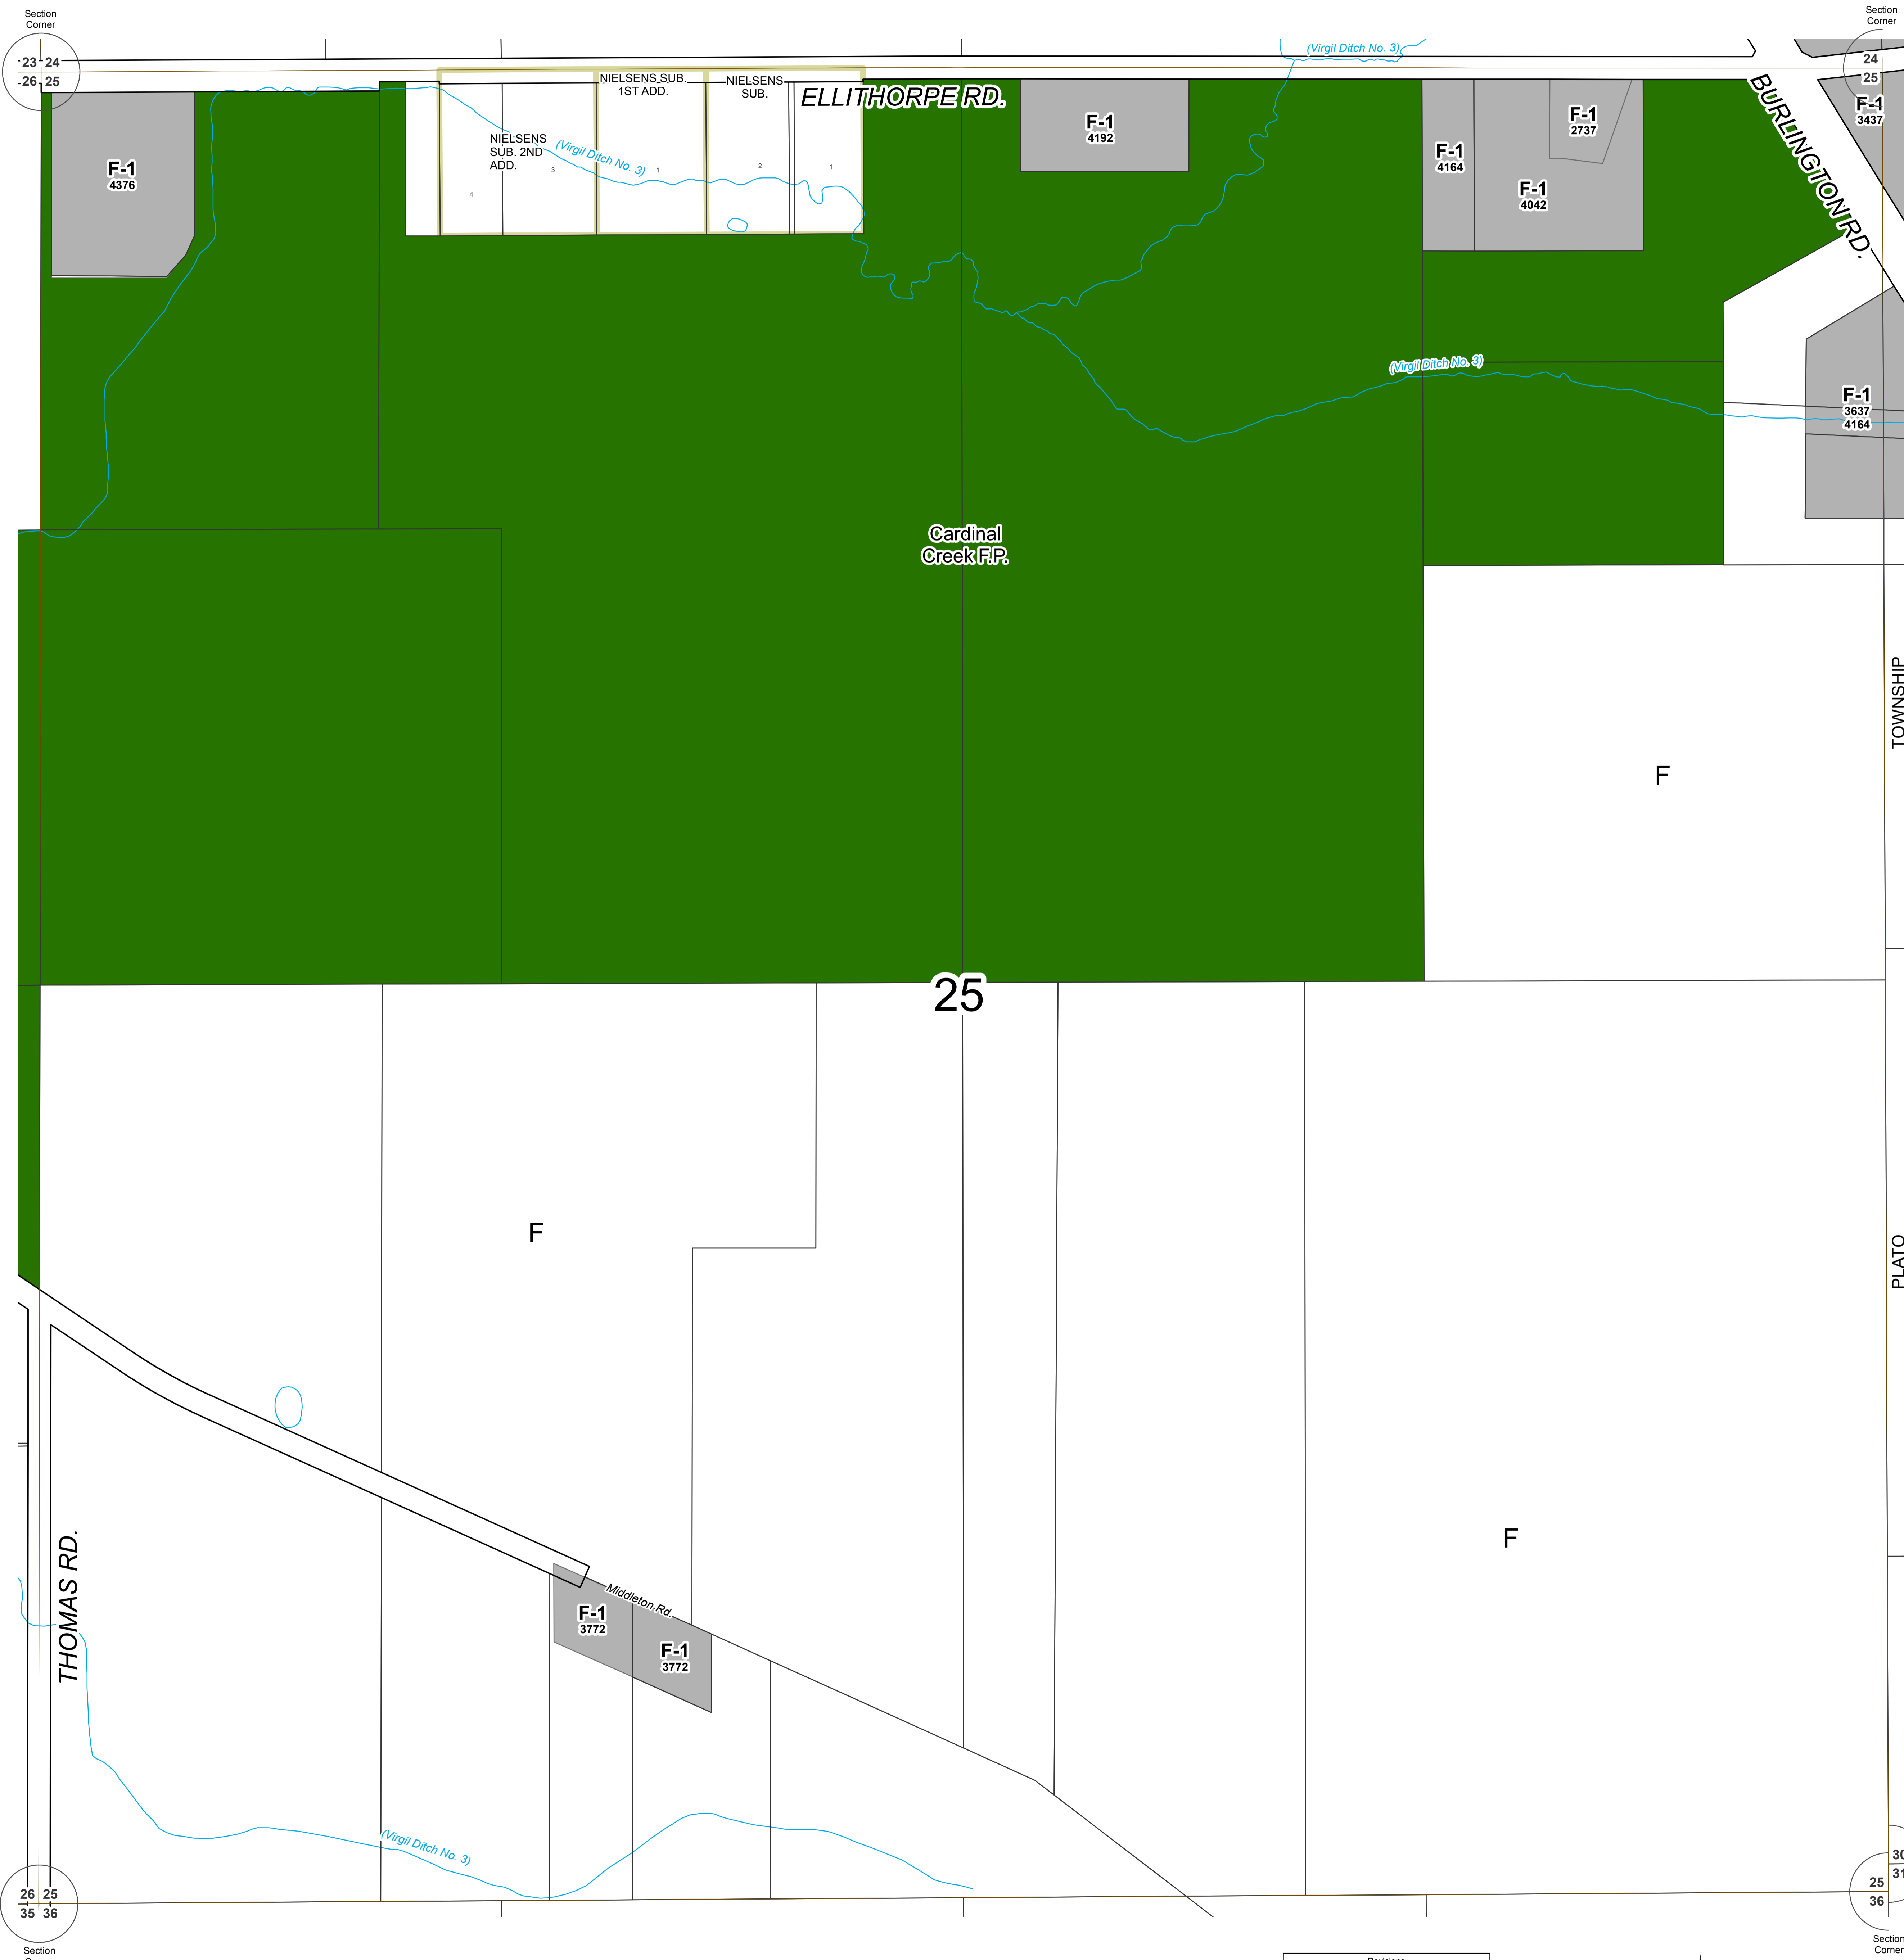 Section
Corner
Section
Corner
23 24
26 25
24
25
(Virgil Ditch No. 3)
NIELSENS SUB.
1ST ADD.
NIELSENS
SUB.
ELLITHORPE RD.
BURLINGTON RD.
F-1
3437
F-1
4192
F-1
2737
F-1
4164
F-1
4042
F-1
4376
NIELSENS
SUB. 2ND
ADD.
(Virgil Ditch No. 3)
4
3
1
2
1
(Virgil Ditch No. 3)
F-1
3637
4164
Cardinal
Creek F.P.
TOWNSHIP
F
25
F
PLATO
F
THOMAS RD.
Middleton Rd.
F-1
3772
F-1
3772
(Virgil Ditch No. 3)
26 25
35 36
30
31
25
36
Section
Section
Corner